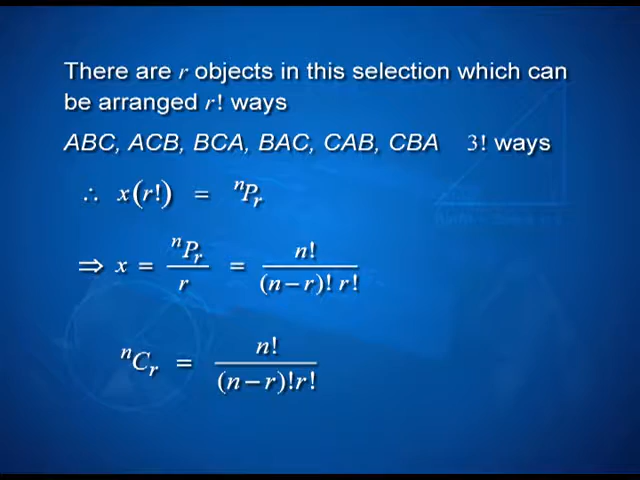 There are r objects in this selection which can
be arranged r! ways
ABC, ACB, BCA, BAC, CAB, CBA 3! ways
∴ x(r!) = ⁿPᵣ
⇒ x = ⁿPᵣ / r = n! / (n−r)! r!
ⁿCᵣ = n! / (n−r)!r!